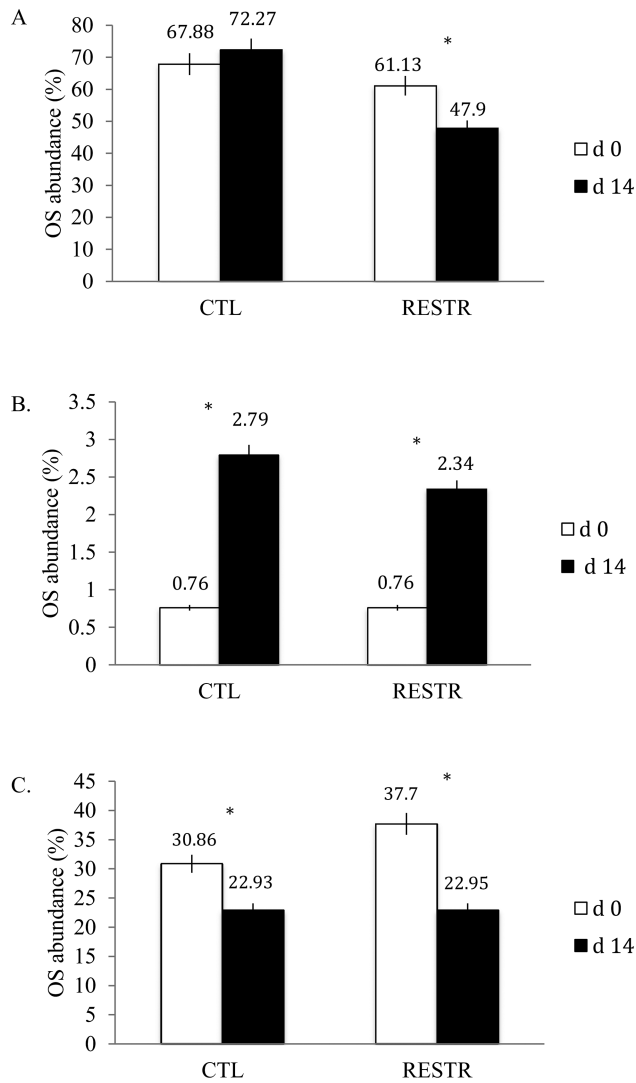 A
OS abundance (%)
80
70
60
50
40
30
20
10
0
67.88
72.27
61.13
*
47.9
CTL
RESTR
d 0
d 14
B.
OS abundance (%)
3.5
3
2.5
2
1.5
1
0.5
0
*
2.79
0.76
*
2.34
0.76
CTL
RESTR
d 0
d 14
C.
OS abundance (%)
45
40
35
30
25
20
15
10
5
0
30.86
*
22.93
37.7
*
22.95
CTL
RESTR
d 0
d 14